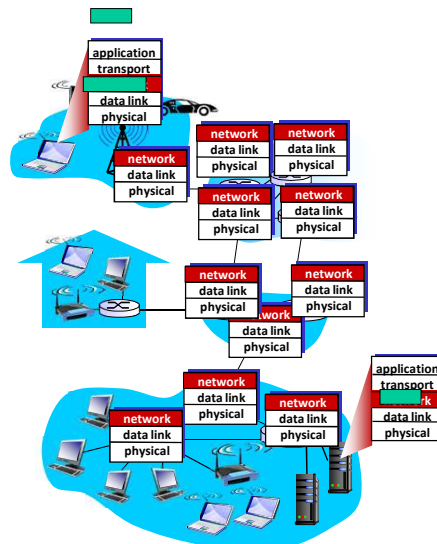 application
transport
data link
physical
network
data link
physical
network
data link
physical
network
data link
physical
network
data link
physical
network
data link
physical
network
data link
physical
network
data link
physical
network
data link
physical
network
data link
physical
network
data link
physical
network
data link
physical
application
transport
data link
physical